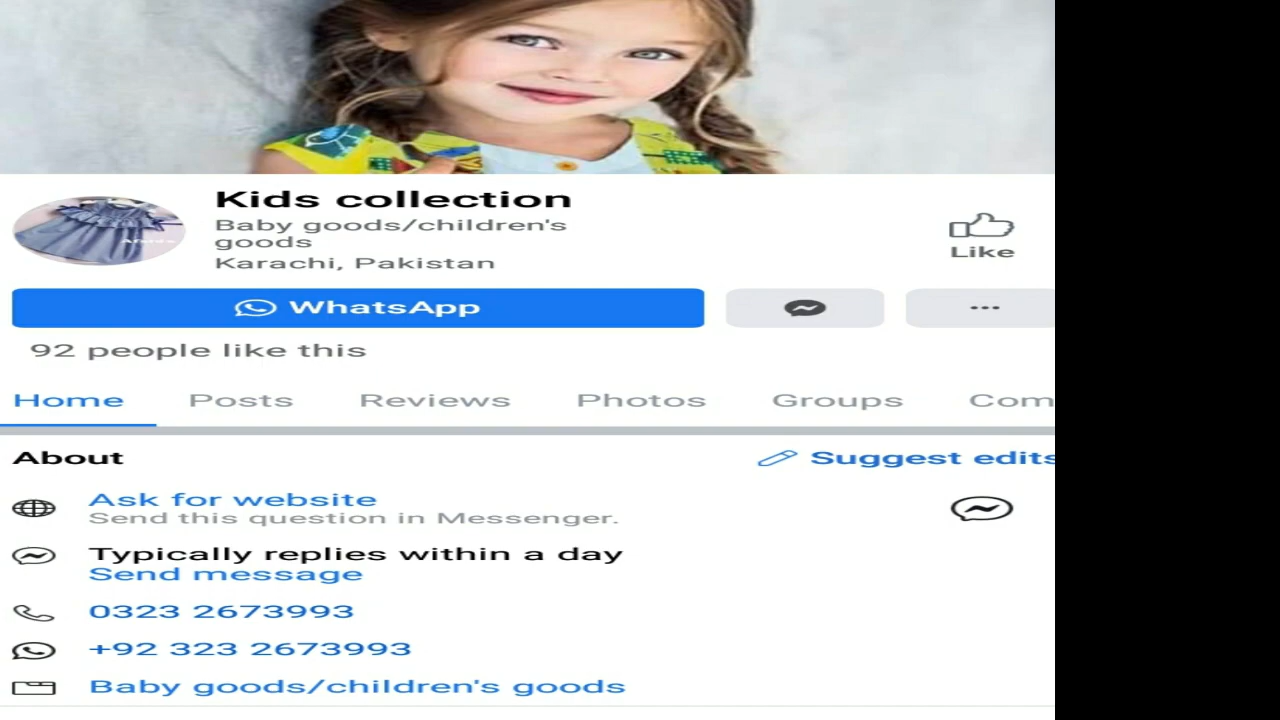 Kids collection
Baby goods/children's
goods
Karachi, Pakistan
Like
WhatsApp
92 people like this
Home Posts Reviews Photos Groups Com
About Suggest edits
Ask for website
Send this question in Messenger.
Typically replies within a day
Send message
0323 2673993
+92 323 2673993
Baby goods/children's goods